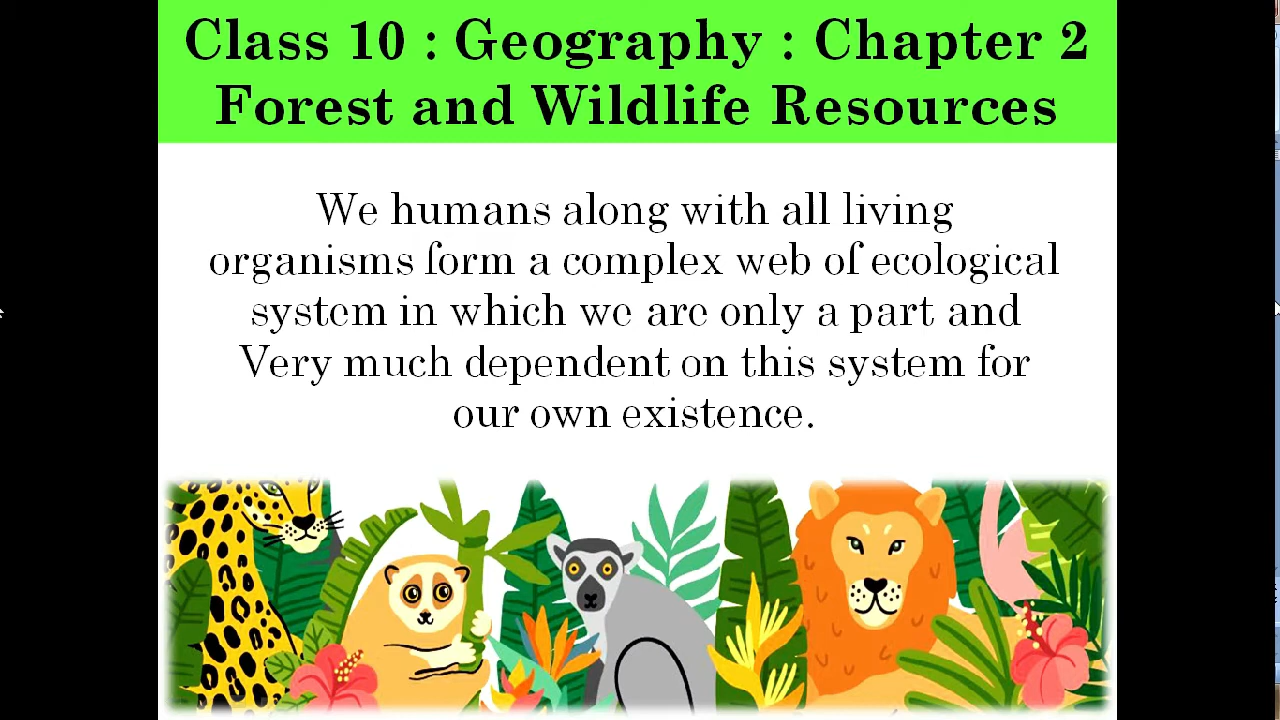 Class 10 : Geography : Chapter 2
Forest and Wildlife Resources
We humans along with all living
organisms form a complex web of ecological
system in which we are only a part and
Very much dependent on this system for
our own existence.